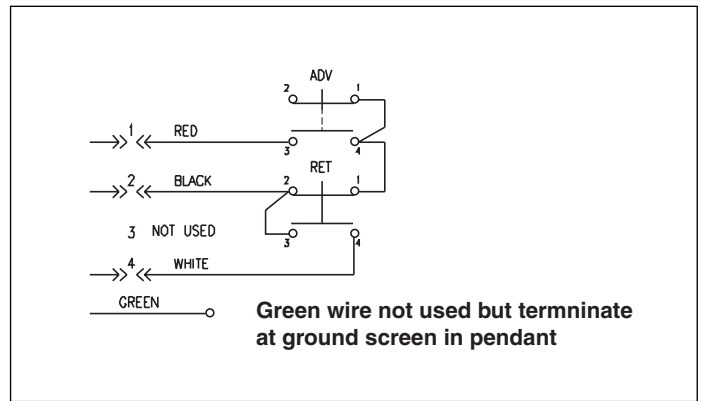 ADV
2 1
1 RED
3 4
RET
2 BLACK 2 1
3 NOT USED
3 4
4 WHITE
GREEN
Green wire not used but termninate
at ground screen in pendant